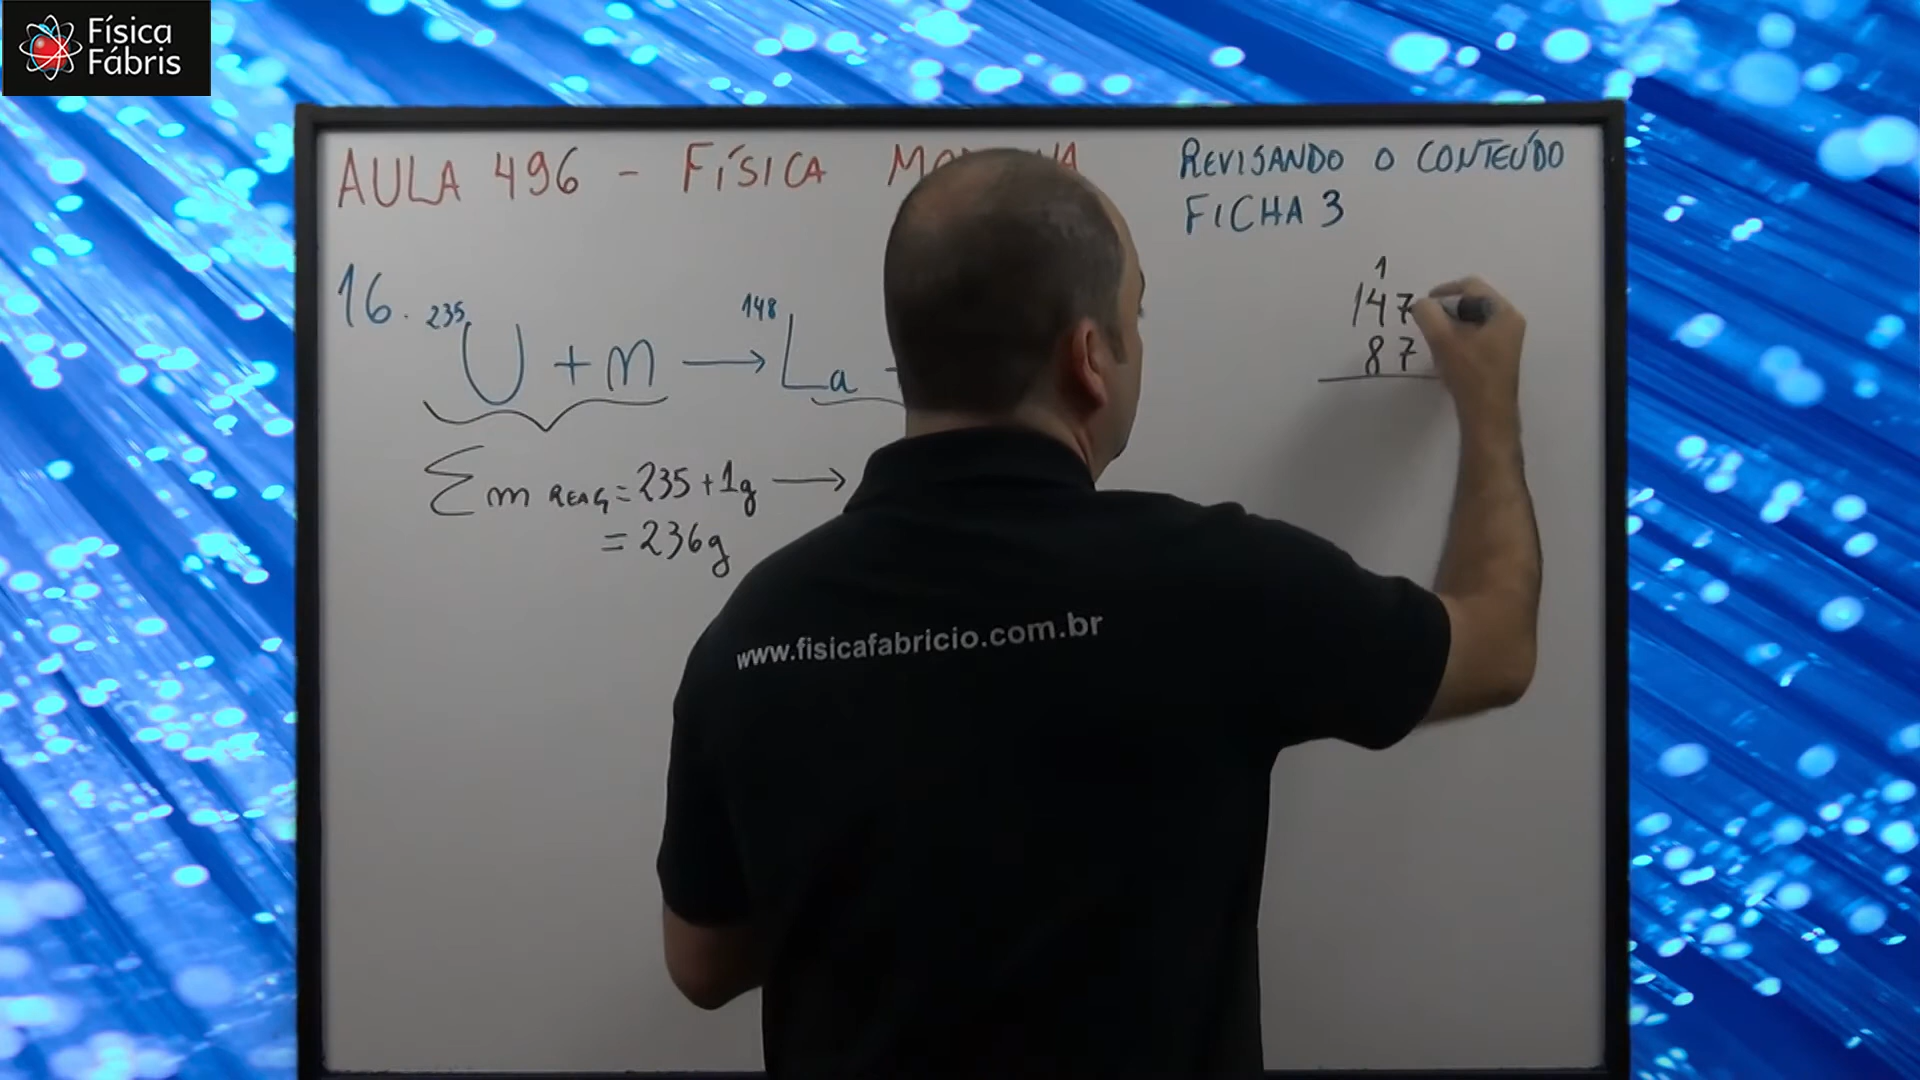 Física
Fábris
AULA 496 - FÍSICA
REVISANDO O CONTEÚDO
FICHA 3
16. 235 U + n → 148 La
1
147
87
Σ m REAG = 235 + 1g →
= 236g
www.fisicafabricio.com.br